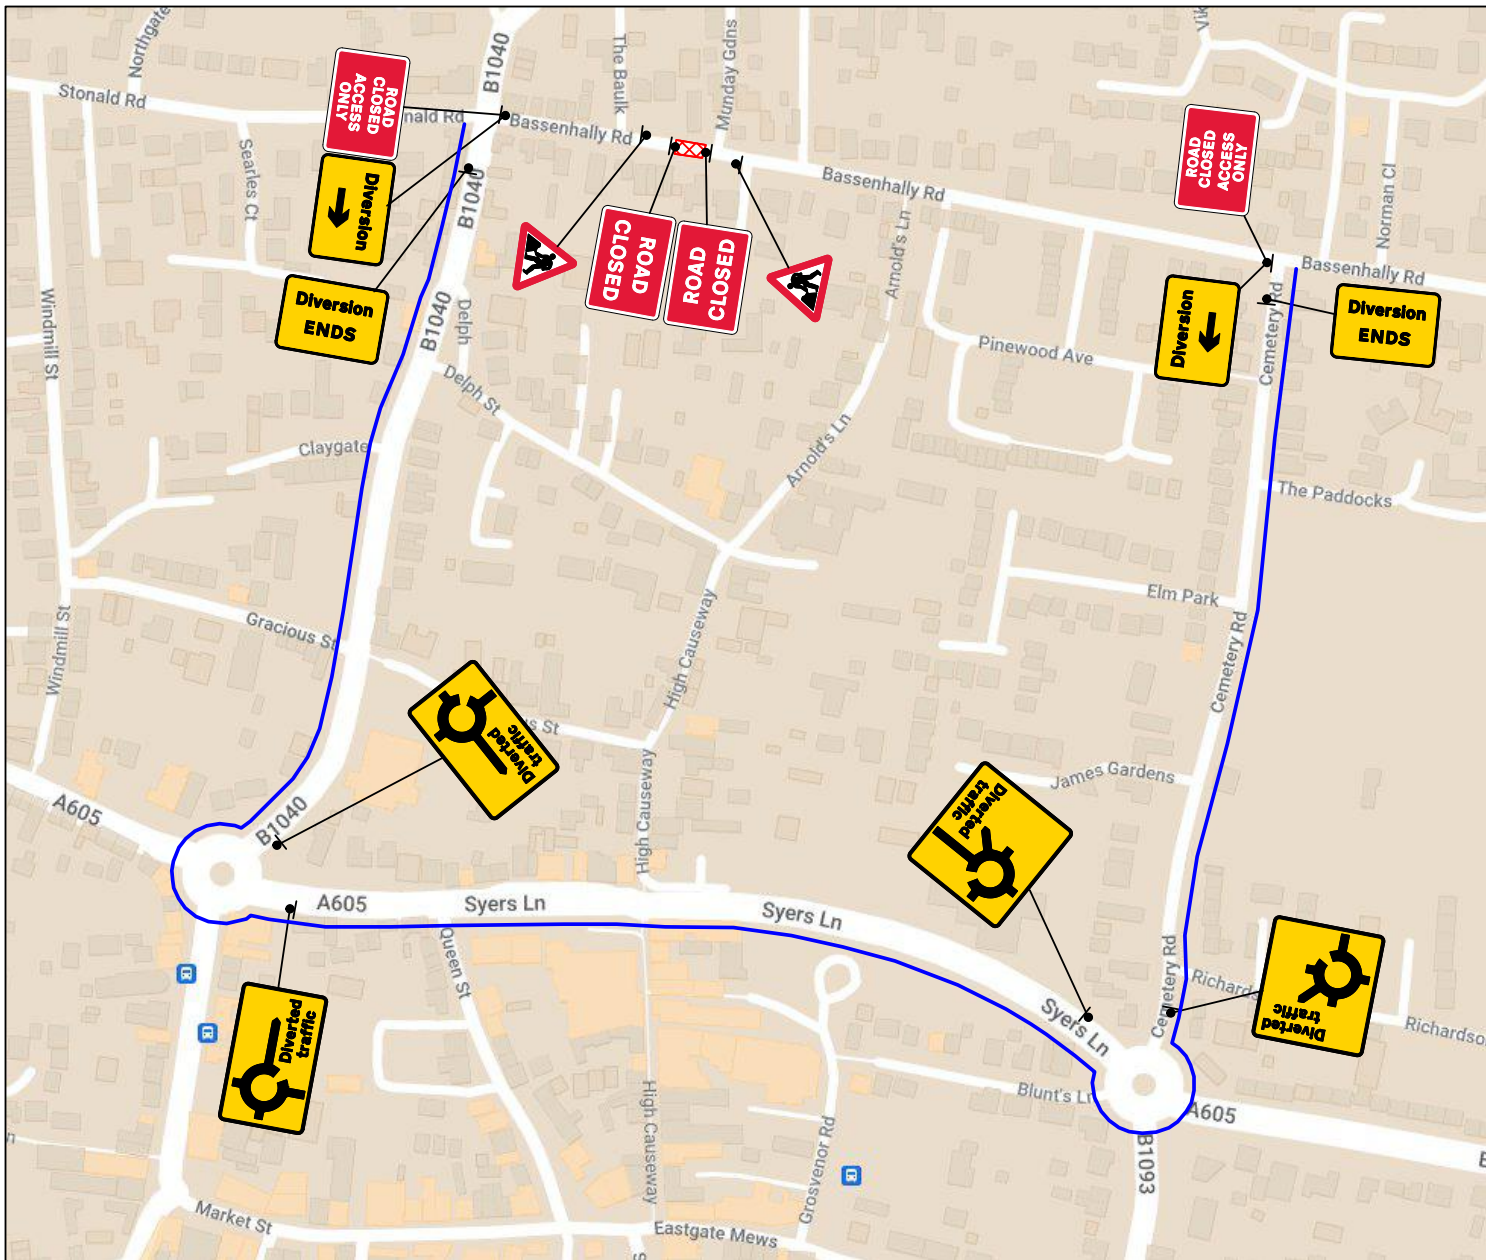 Northgate
Stonald Rd
nald Rd
B1040
The Baulk
Munday Gdns
Vik
ROAD
CLOSED
ACCESS
ONLY
Bassenhally Rd
Diversion
Searles Ct
B1040
Diversion
ENDS
ROAD
CLOSED
ROAD
CLOSED
Bassenhally Rd
Arnold's Ln
ROAD
CLOSED
ACCESS
ONLY
Norman Cl
Bassenhally Rd
Diversion
Cemetery Rd
Diversion
ENDS
Windmill St
B1040
Delph
Delph St
Pinewood Ave
Claygate
Arnold's Ln
The Paddocks
Elm Park
Windmill St
Gracious St
High Causeway
Cemetery Rd
Diverted
traffic
s St
James Gardens
Diverted
traffic
A605
B1040
High Causeway
A605
Syers Ln
Syers Ln
Queen St
Cemetery Rd
Richards
Richardso
Diverted
traffic
Syers Ln
Diverted
traffic
Blunt's Ln
A605
High Causeway
Grosvenor Rd
B1093
n
Market St
Eastgate Mews
E
S